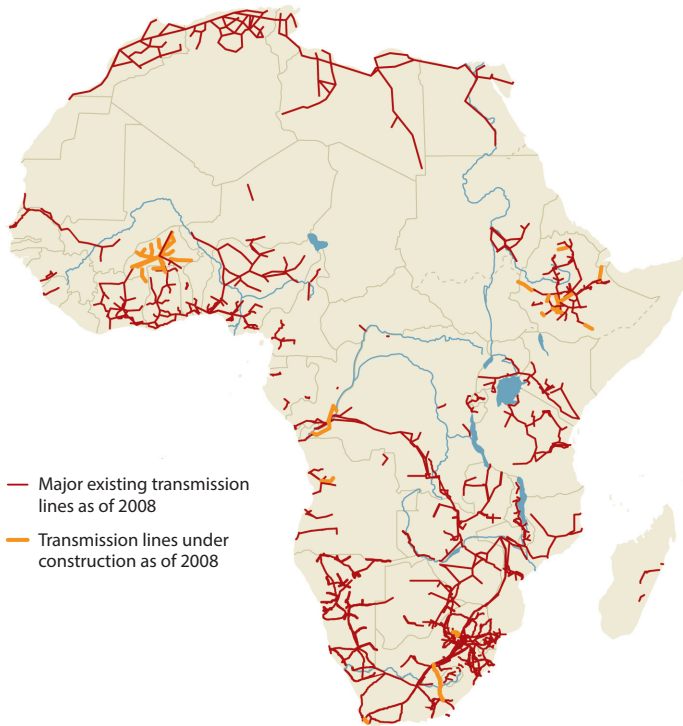 Major existing transmission
lines as of 2008
Transmission lines under
construction as of 2008